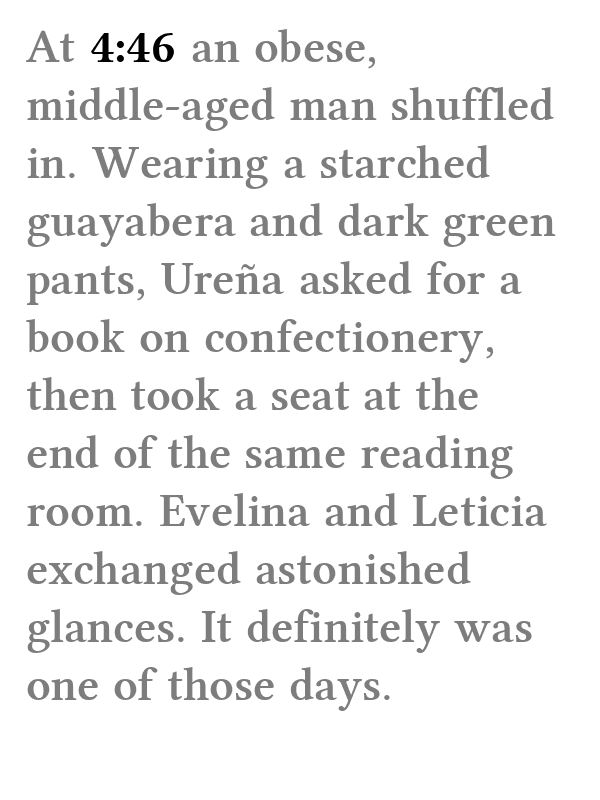 At 4:46 an obese,
middle-aged man shuffled
in. Wearing a starched
guayabera and dark green
pants, Ureña asked for a
book on confectionery,
then took a seat at the
end of the same reading
room. Evelina and Leticia
exchanged astonished
glances. It definitely was
one of those days.